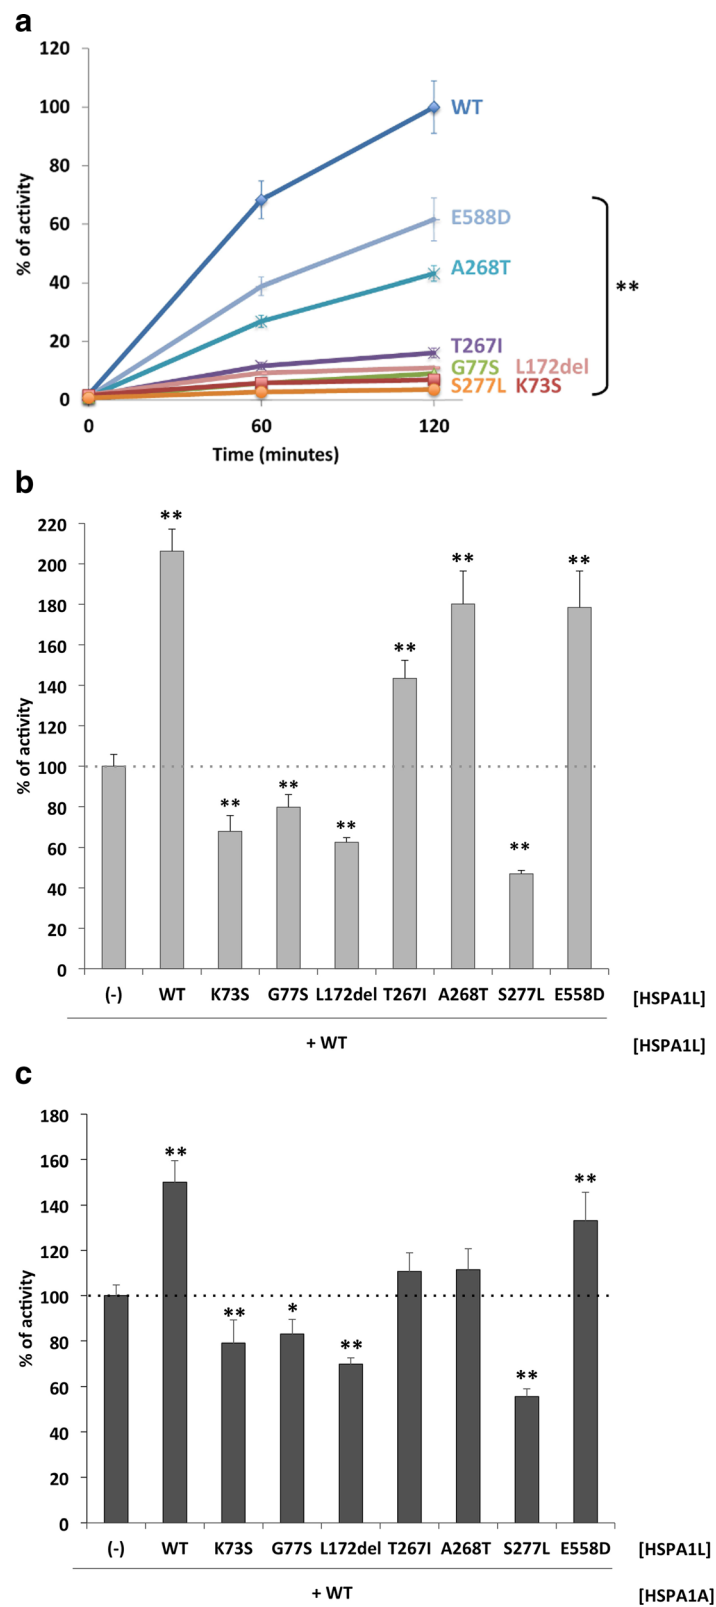 a
120
100
80
60
40
20
0
% of activity
WT
E588D
A268T
T267I
G77S L172del
S277L K73S
**
0 60 120
Time (minutes)
b
220
200
180
160
140
120
100
80
60
40
20
0
% of activity
** ** ** ** ** ** ** **
(-) WT K73S G77S L172del T267I A268T S277L E558D [HSPA1L]
+ WT [HSPA1L]
c
180
160
140
120
100
80
60
40
20
0
% of activity
** ** * ** ** **
(-) WT K73S G77S L172del T267I A268T S277L E558D [HSPA1L]
+ WT [HSPA1A]